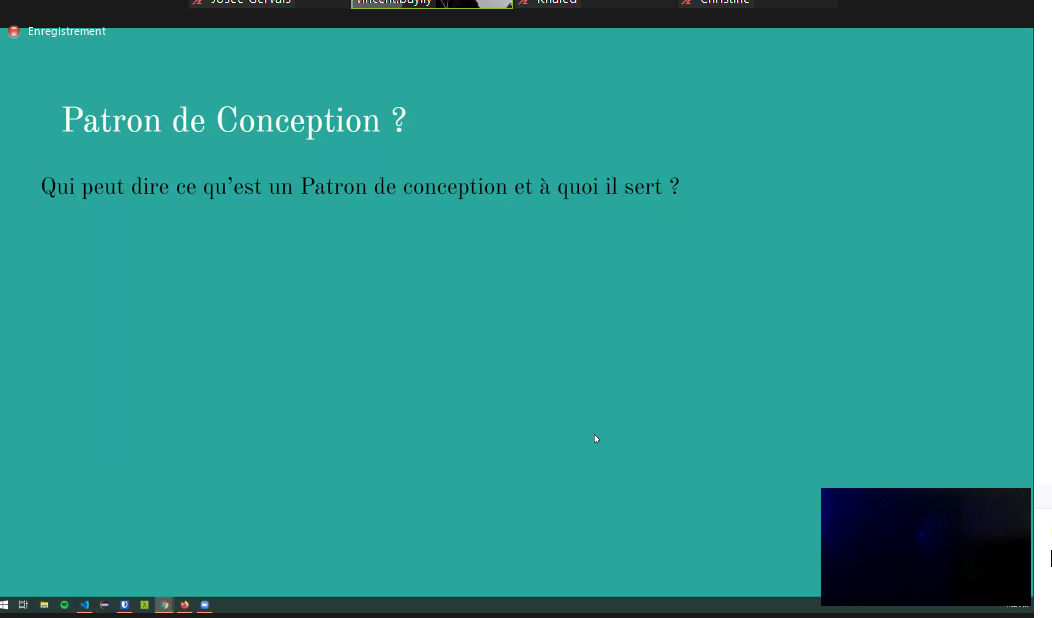 Josée Gervais
vincent.bayily
Khaled
Christine
Enregistrement
Patron de Conception ?
Qui peut dire ce qu'est un Patron de conception et à quoi il sert ?